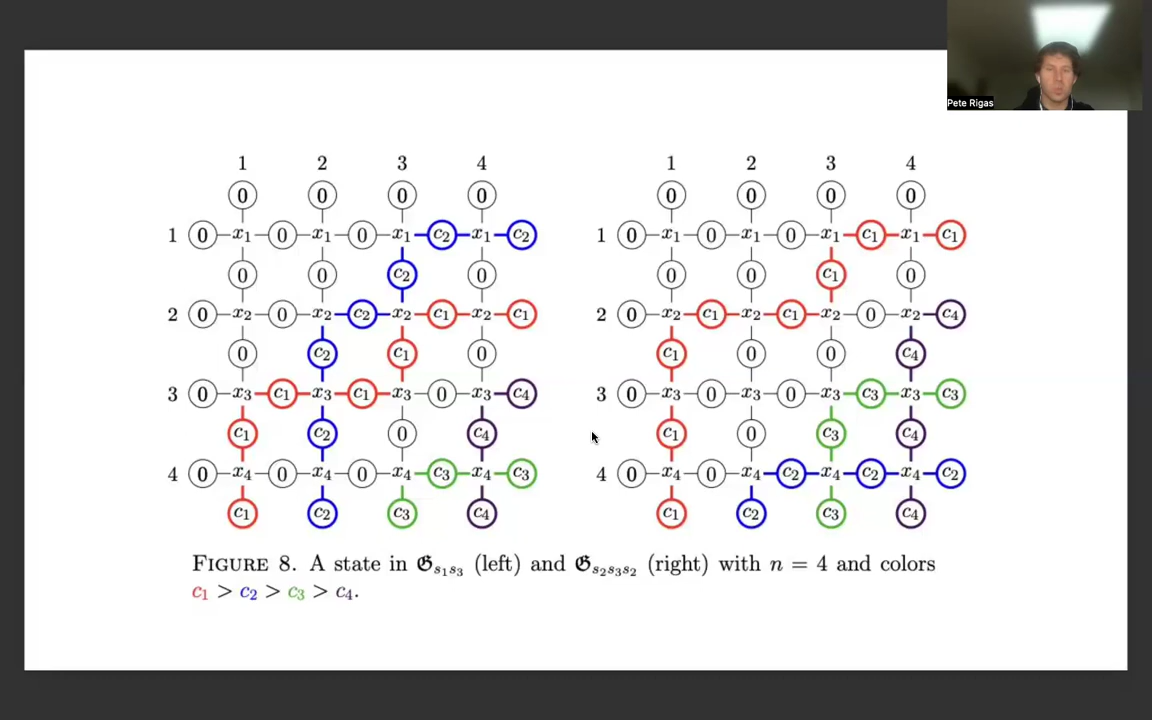 Pete Rigas
1 2 3 4 1 2 3 4
0 0 0 0 0 0 0 0
1 0 x₁ 0 x₁ 0 x₁ c₂ x₁ c₂ 1 0 x₁ 0 x₁ 0 x₁ c₁ x₁ c₁
0 0 c₂ 0 0 0 c₁ 0
2 0 x₂ 0 x₂ c₂ x₂ c₁ x₂ c₁ 2 0 x₂ c₁ x₂ c₁ x₂ 0 x₂ c₄
0 c₂ c₁ 0 c₁ 0 0 c₄
3 0 x₃ c₁ x₃ c₁ x₃ 0 x₃ c₄ 3 0 x₃ 0 x₃ 0 x₃ c₃ x₃ c₃
c₁ c₂ 0 c₄ c₁ 0 c₃ c₄
4 0 x₄ 0 x₄ 0 x₄ c₃ x₄ c₃ 4 0 x₄ 0 x₄ c₂ x₄ c₂ x₄ c₂
c₁ c₂ c₃ c₄ c₁ c₂ c₃ c₄
FIGURE 8. A state in 𝔊ₛ₁ₛ₃ (left) and 𝔊ₛ₂ₛ₃ₛ₂ (right) with n = 4 and colors
c₁ > c₂ > c₃ > c₄.